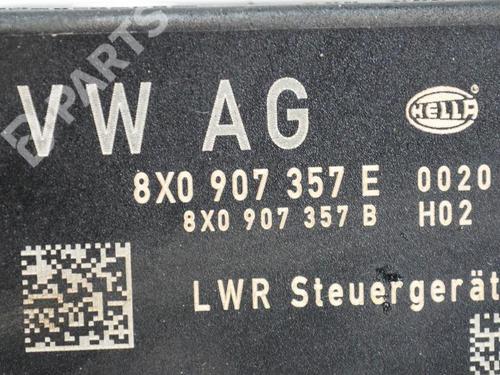 VW AG HELLA
8X0 907 357 E 0020
8X0 907 357 B H02
LWR Steuergerät